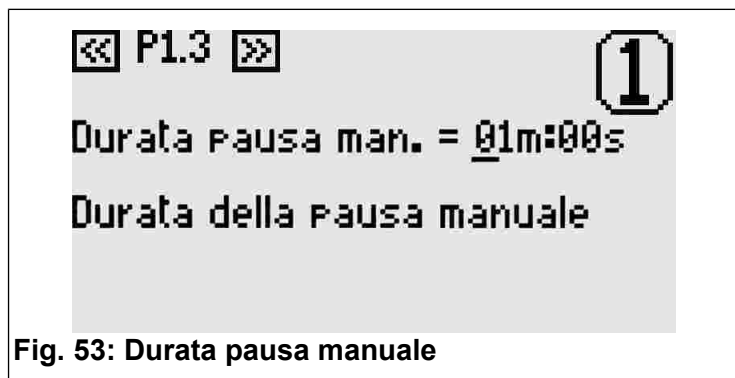 ≪ P1.3 ≫ 1
Durata pausa man. = 01m:00s
Durata della pausa manuale
Fig. 53: Durata pausa manuale